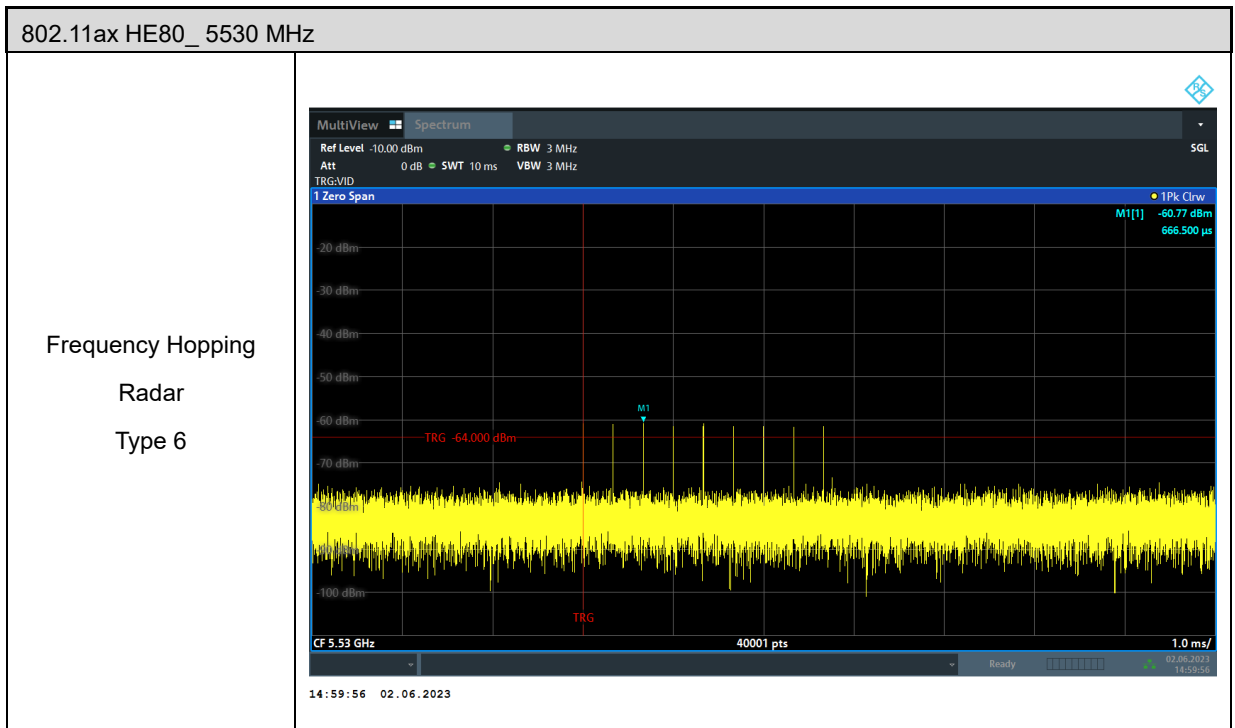 802.11ax HE80_ 5530 MHz
Frequency Hopping
Radar
Type 6
R&S
MultiView Spectrum
Ref Level -10.00 dBm RBW 3 MHz SGL
Att 0 dB SWT 10 ms VBW 3 MHz
TRG:VID
1 Zero Span 1Pk Clrw
M1[1] -60.77 dBm
666.500 µs
-20 dBm
-30 dBm
-40 dBm
-50 dBm
M1
-60 dBm
TRG -64.000 dBm
-70 dBm
-80 dBm
-100 dBm
TRG
CF 5.53 GHz 40001 pts 1.0 ms/
Ready 02.06.2023
14:59:56
14:59:56 02.06.2023